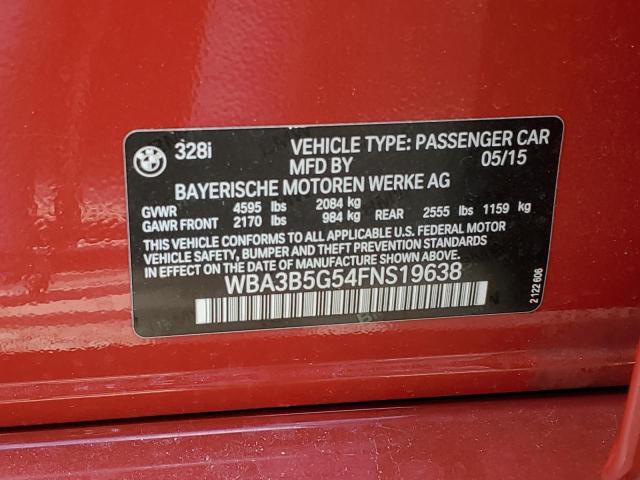 328i VEHICLE TYPE: PASSENGER CAR
MFD BY 05/15
BAYERISCHE MOTOREN WERKE AG
GVWR 4595 lbs 2084 kg
GAWR FRONT 2170 lbs 984 kg REAR 2555 lbs 1159 kg
THIS VEHICLE CONFORMS TO ALL APPLICABLE U.S. FEDERAL MOTOR
VEHICLE SAFETY, BUMPER AND THEFT PREVENTION STANDARDS
IN EFFECT ON THE DATE OF MANUFACTURE SHOWN ABOVE.
WBA3B5G54FNS19638
2 122 606